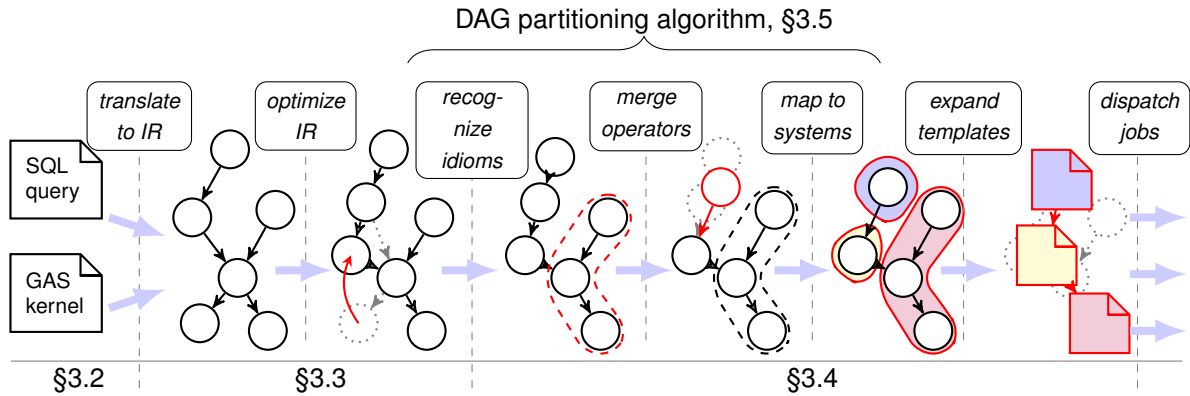 DAG partitioning algorithm, §3.5
translate
to IR
optimize
IR
recog-
nize
idioms
merge
operators
map to
systems
expand
templates
dispatch
jobs
SQL
query
GAS
kernel
§3.2
§3.3
§3.4